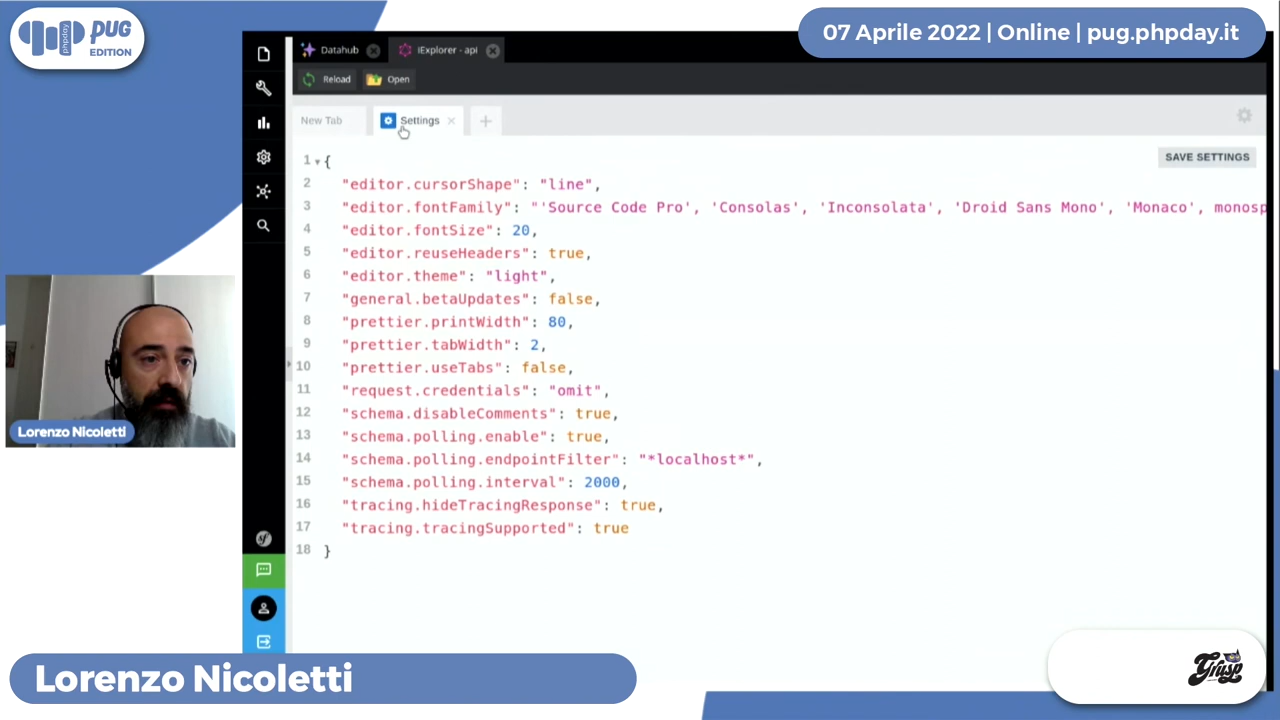 phpday
PUG
EDITION
07 Aprile 2022 | Online | pug.phpday.it
Datahub
iExplorer - api
Reload
Open
New Tab
Settings
SAVE SETTINGS
1 {
2 "editor.cursorShape": "line",
3 "editor.fontFamily": "'Source Code Pro', 'Consolas', 'Inconsolata', 'Droid Sans Mono', 'Monaco', monosp
4 "editor.fontSize": 20,
5 "editor.reuseHeaders": true,
6 "editor.theme": "light",
7 "general.betaUpdates": false,
8 "prettier.printWidth": 80,
9 "prettier.tabWidth": 2,
10 "prettier.useTabs": false,
11 "request.credentials": "omit",
12 "schema.disableComments": true,
13 "schema.polling.enable": true,
14 "schema.polling.endpointFilter": "*localhost*",
15 "schema.polling.interval": 2000,
16 "tracing.hideTracingResponse": true,
17 "tracing.tracingSupported": true
18 }
sf
Lorenzo Nicoletti
Lorenzo Nicoletti
Grusp